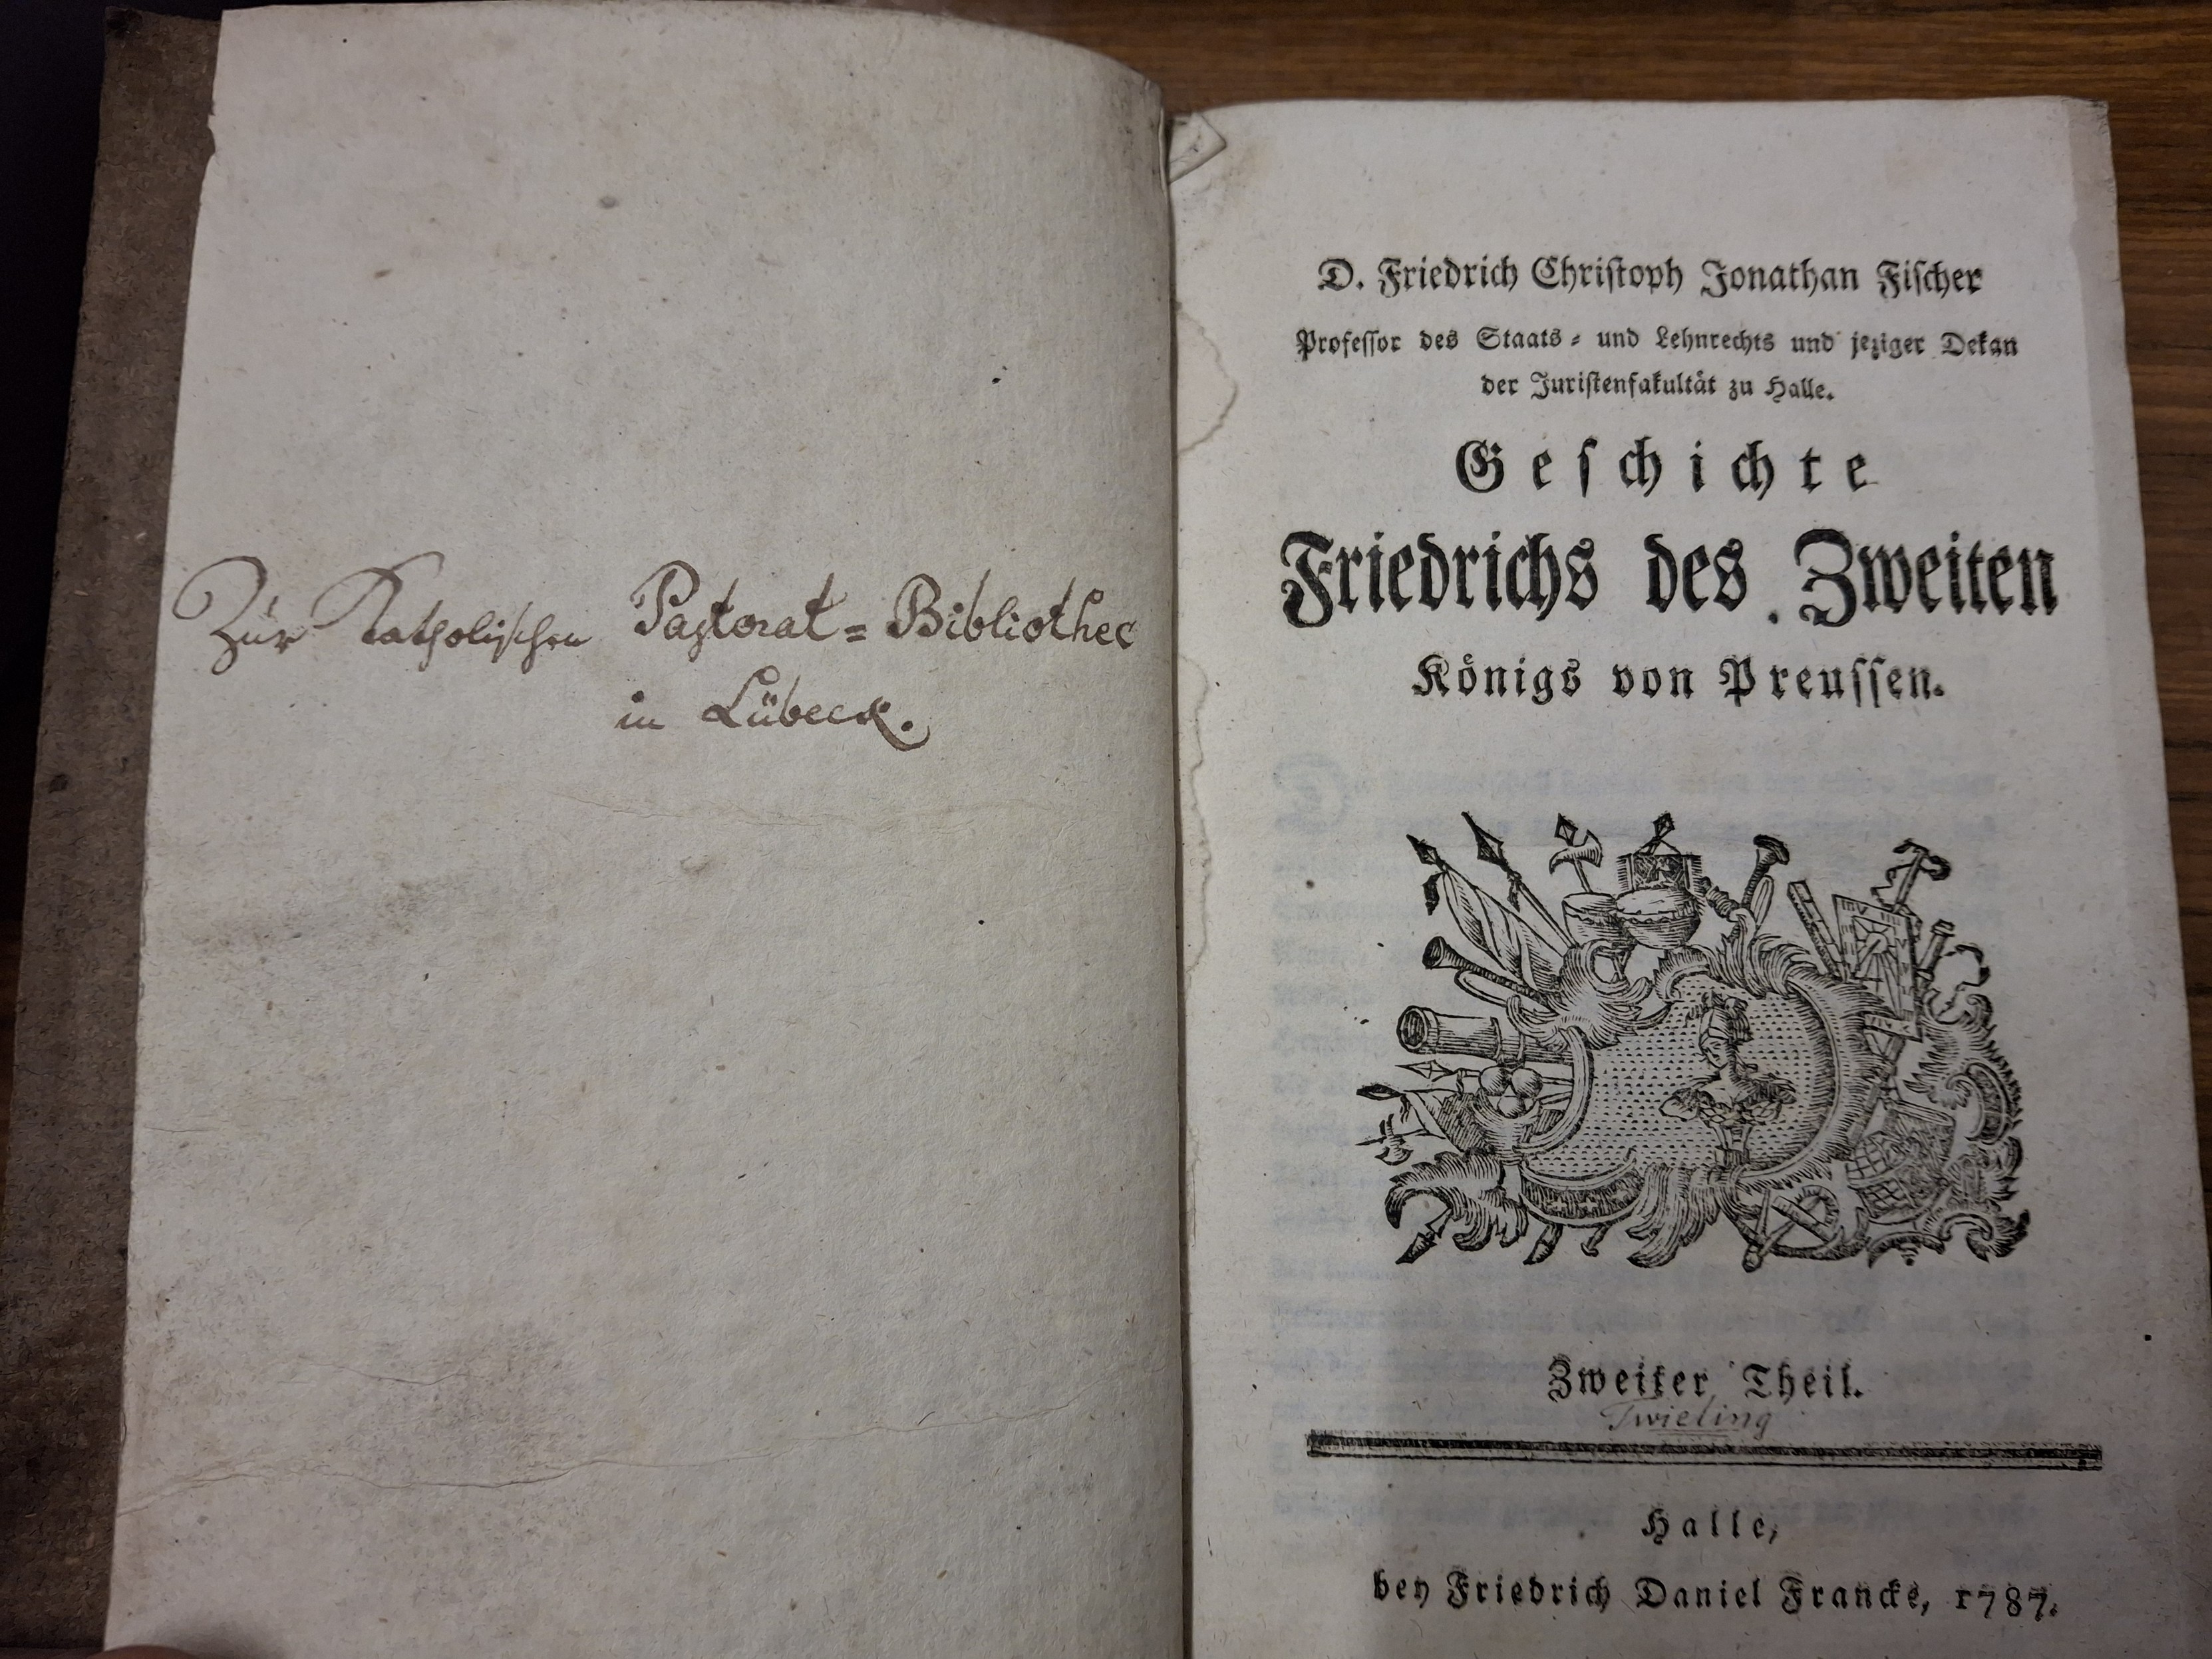 Zur Katholischen Pastorat=Bibliothec
in Lübeck.
D. Friedrich Christoph Jonathan Fischer
Professor des Staats- und Lehnrechts und jeziger Dekan
der Juristenfakultät zu Halle.
Geschichte
Friedrichs des Zweiten
Königs von Preussen.
Zweiter Theil.
Twieling
Halle,
bey Friedrich Daniel Francke, 1787.